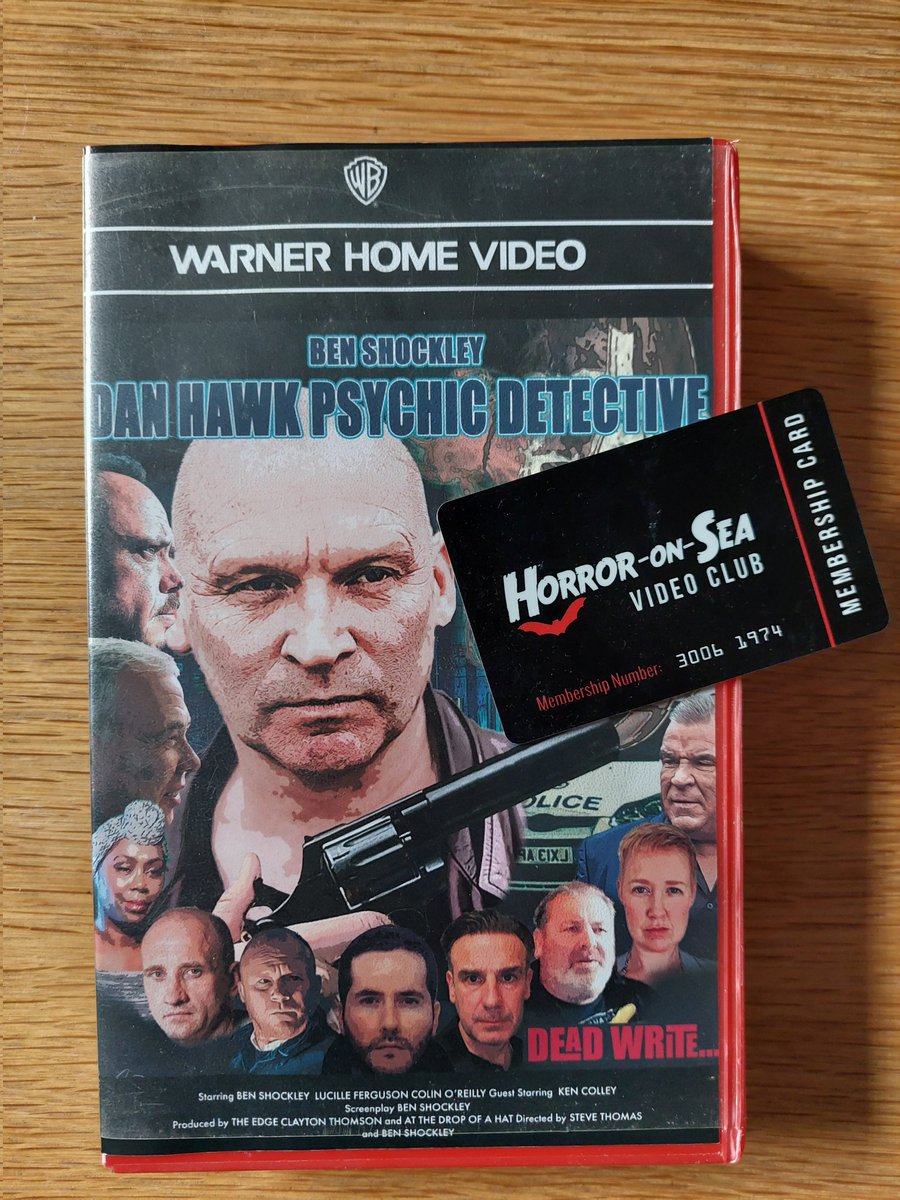 WB
WARNER HOME VIDEO
BEN SHOCKLEY
DAN HAWK PSYCHIC DETECTIVE
HORROR-ON-SEA
VIDEO CLUB
Membership Number: 3006 1974
MEMBERSHIP CARD
OLICE
DEAD WRITE...
Starring BEN SHOCKLEY LUCILLE FERGUSON COLIN O'REILLY Guest Starring KEN COLLEY
Screenplay BEN SHOCKLEY
Produced by THE EDGE CLAYTON THOMSON and AT THE DROP OF A HAT Directed by STEVE THOMAS
and BEN SHOCKLEY